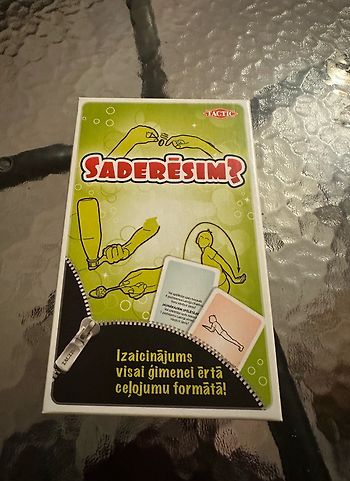 TACTIC
SADERĒSIM?
Izaicinājums
visai ģimenei ērtā
ceļojumu formātā!